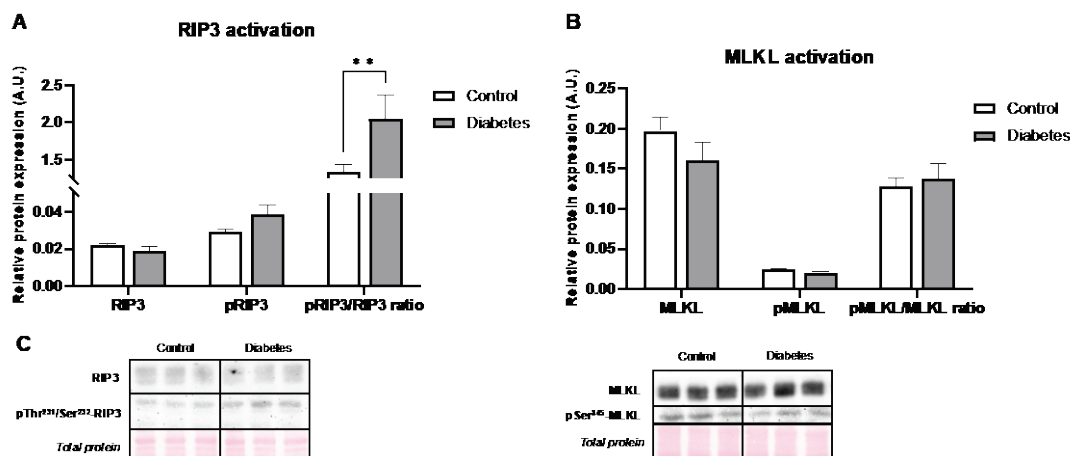 A
RIP3 activation
Relative protein expression (A.U.)
2.5
2.0
1.5
0.04
0.02
0.00
**
Control
Diabetes
RIP3
pRIP3
pRIP3/RIP3 ratio
B
MLKL activation
Relative protein expression (A.U.)
0.25
0.20
0.15
0.10
0.05
0.00
Control
Diabetes
MLKL
pMLKL
pMLKL/MLKL ratio
C
Control Diabetes
RIP3
pThr²³¹/Ser²³²-RIP3
Total protein
Control Diabetes
MLKL
pSer³⁴⁵-MLKL
Total protein